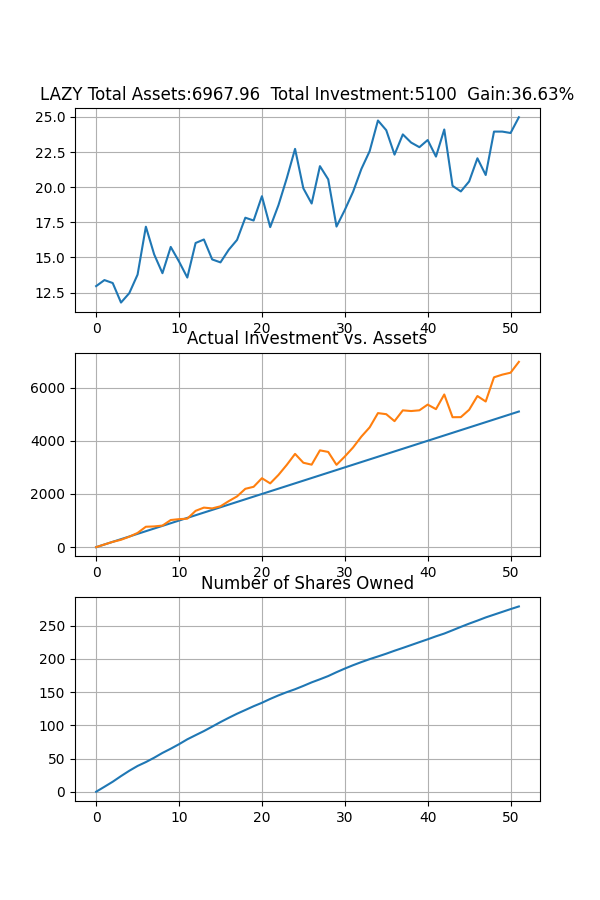 LAZY Total Assets:6967.96  Total Investment:5100  Gain:36.63%
25.0
22.5
20.0
17.5
15.0
12.5
0 10 20 30 40 50
Actual Investment vs. Assets
6000
4000
2000
0
0 10 20 30 40 50
Number of Shares Owned
250
200
150
100
50
0
0 10 20 30 40 50